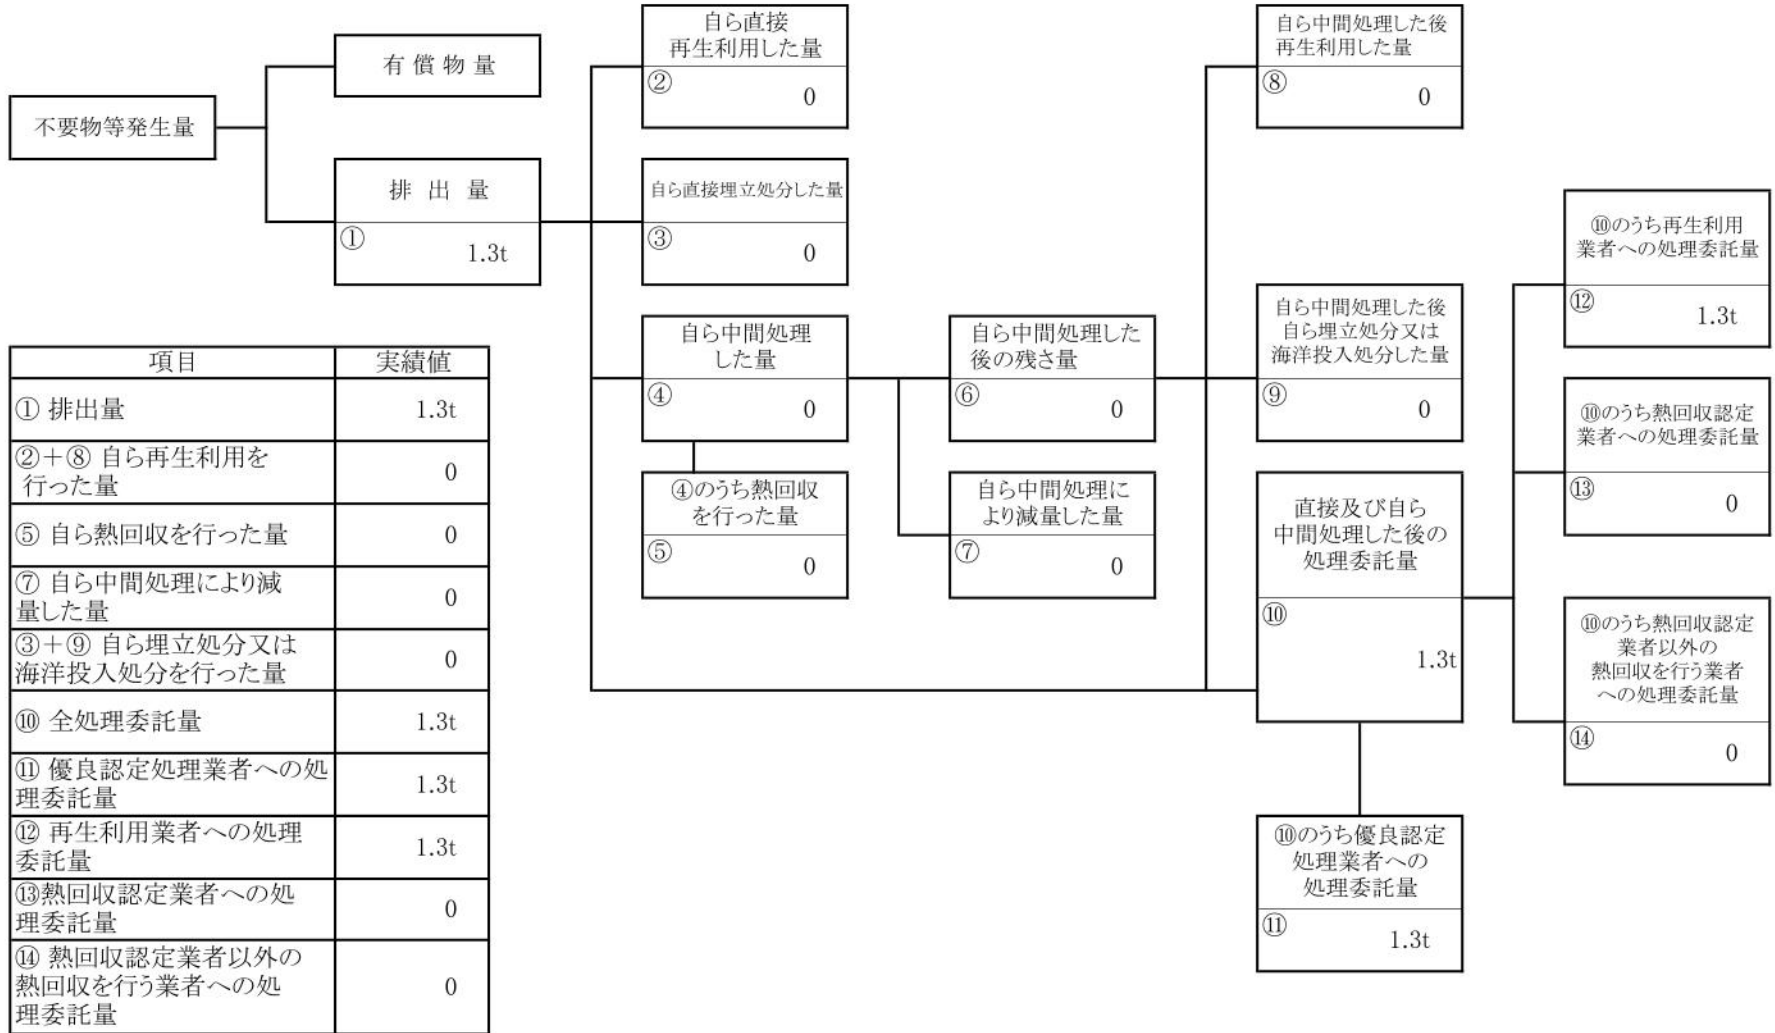 不要物等発生量
有償物量
排出量
①
1.3t
自ら直接
再生利用した量
②
0
自ら直接埋立処分した量
③
0
自ら中間処理
した量
④
0
④のうち熱回収
を行った量
⑤
0
自ら中間処理した
後の残さ量
⑥
0
自ら中間処理に
より減量した量
⑦
0
自ら中間処理した後
再生利用した量
⑧
0
自ら中間処理した後
自ら埋立処分又は
海洋投入処分した量
⑨
0
直接及び自ら
中間処理した後の
処理委託量
⑩
1.3t
⑩のうち優良認定
処理業者への
処理委託量
⑪
1.3t
⑩のうち再生利用
業者への処理委託量
⑫
1.3t
⑩のうち熱回収認定
業者への処理委託量
⑬
0
⑩のうち熱回収認定
業者以外の
熱回収を行う業者
への処理委託量
⑭
0
項目 実績値
① 排出量 1.3t
②＋⑧ 自ら再生利用を
行った量 0
⑤ 自ら熱回収を行った量 0
⑦ 自ら中間処理により減
量した量 0
③＋⑨ 自ら埋立処分又は
海洋投入処分を行った量 0
⑩ 全処理委託量 1.3t
⑪ 優良認定処理業者への処
理委託量 1.3t
⑫ 再生利用業者への処理
委託量 1.3t
⑬熱回収認定業者への処
理委託量 0
⑭ 熱回収認定業者以外の
熱回収を行う業者への処
理委託量 0